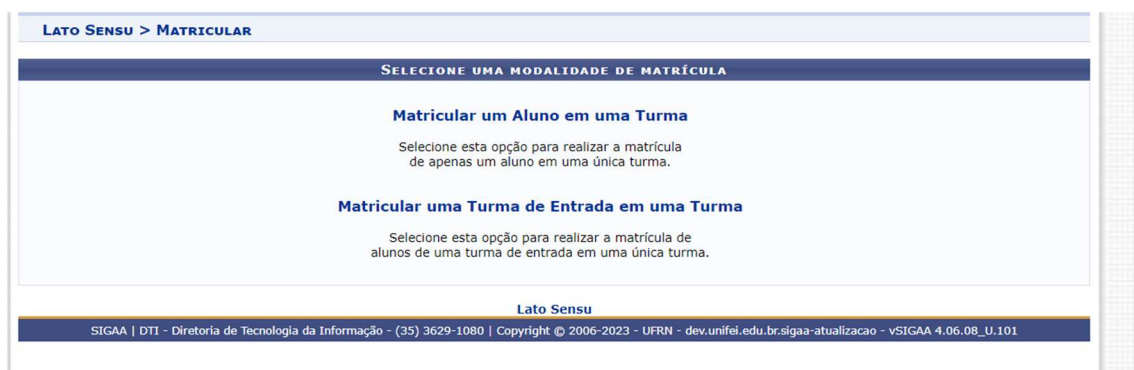 Lato Sensu > Matricular
Selecione uma modalidade de matrícula
Matricular um Aluno em uma Turma
Selecione esta opção para realizar a matrícula
de apenas um aluno em uma única turma.
Matricular uma Turma de Entrada em uma Turma
Selecione esta opção para realizar a matrícula de
alunos de uma turma de entrada em uma única turma.
Lato Sensu
SIGAA | DTI - Diretoria de Tecnologia da Informação - (35) 3629-1080 | Copyright © 2006-2023 - UFRN - dev.unifei.edu.br.sigaa-atualizacao - vSIGAA 4.06.08_U.101